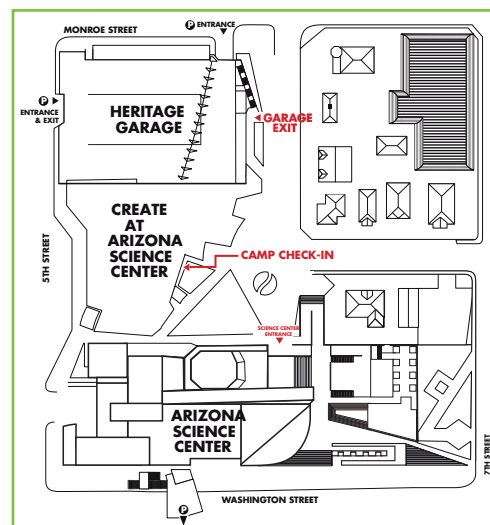 MONROE STREET
P
ENTRANCE
P
ENTRANCE
& EXIT
HERITAGE
GARAGE
GARAGE
EXIT
CREATE
AT
ARIZONA
SCIENCE
CENTER
CAMP CHECK-IN
5TH STREET
SCIENCE CENTER
ENTRANCE
ARIZONA
SCIENCE
CENTER
7TH STREET
WASHINGTON STREET
P